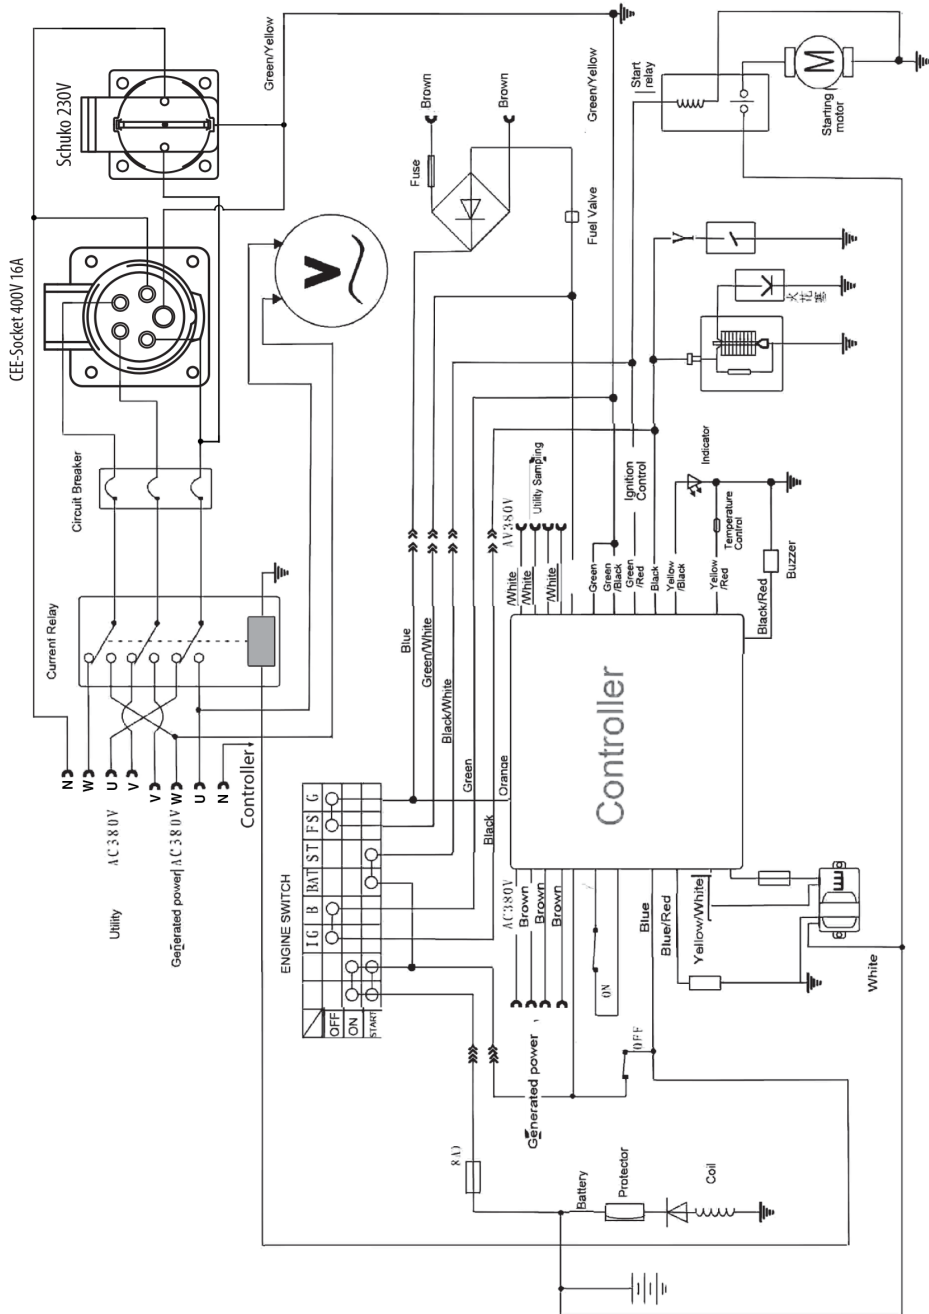 Schuko 230V
CEE-Socket 400V 16A
Circuit Breaker
Current Relay
N
W
U
V
V
W
U
N
Utility
AC380V
Generated power
AC380V
Controller
Green/Yellow
V
Brown
Brown
Fuse
Fuel Valve
Green/Yellow
Start
relay
M
Starting
motor
Y
火花塞
Blue
Green/White
Black/White
Green
Black
Orange
AV380V
Utility Sampling
/White
/White
/White
Green
Green
/Black
Green
/Red
Black
Yellow
/Black
Yellow
/Red
Black/Red
Ignition
Control
Indicator
Temperature
Control
Buzzer
Controller
ENGINE SWITCH
IG B BAT ST FS G
OFF
ON
START
AC380V
Brown
Brown
Brown
Generated power
ON
OFF
Blue
Blue/Red
Yellow/White
White
E
Battery
Protector
Coil